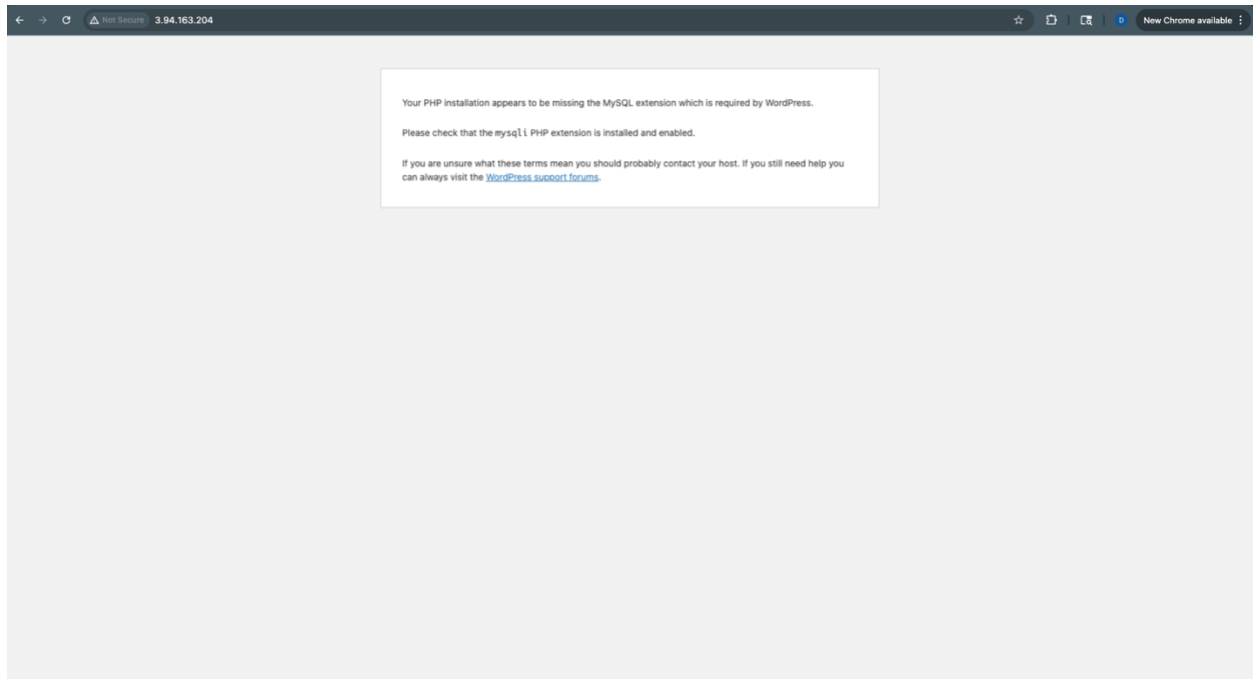 Not Secure 3.94.163.204 D New Chrome available
Your PHP installation appears to be missing the MySQL extension which is required by WordPress.
Please check that the mysqli PHP extension is installed and enabled.
If you are unsure what these terms mean you should probably contact your host. If you still need help you
can always visit the WordPress support forums.